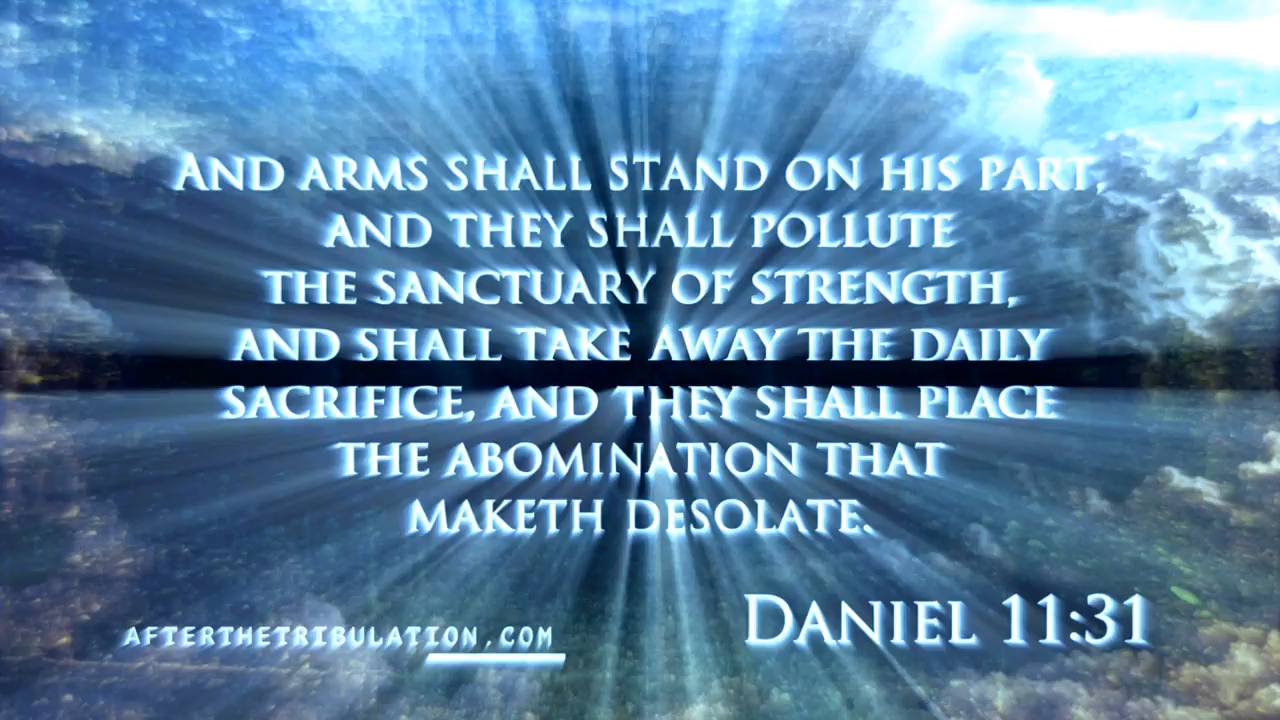 And arms shall stand on his part,
and they shall pollute
the sanctuary of strength,
and shall take away the daily
sacrifice, and they shall place
the abomination that
maketh desolate.
Daniel 11:31
AFTERTHETRIBULATION.COM